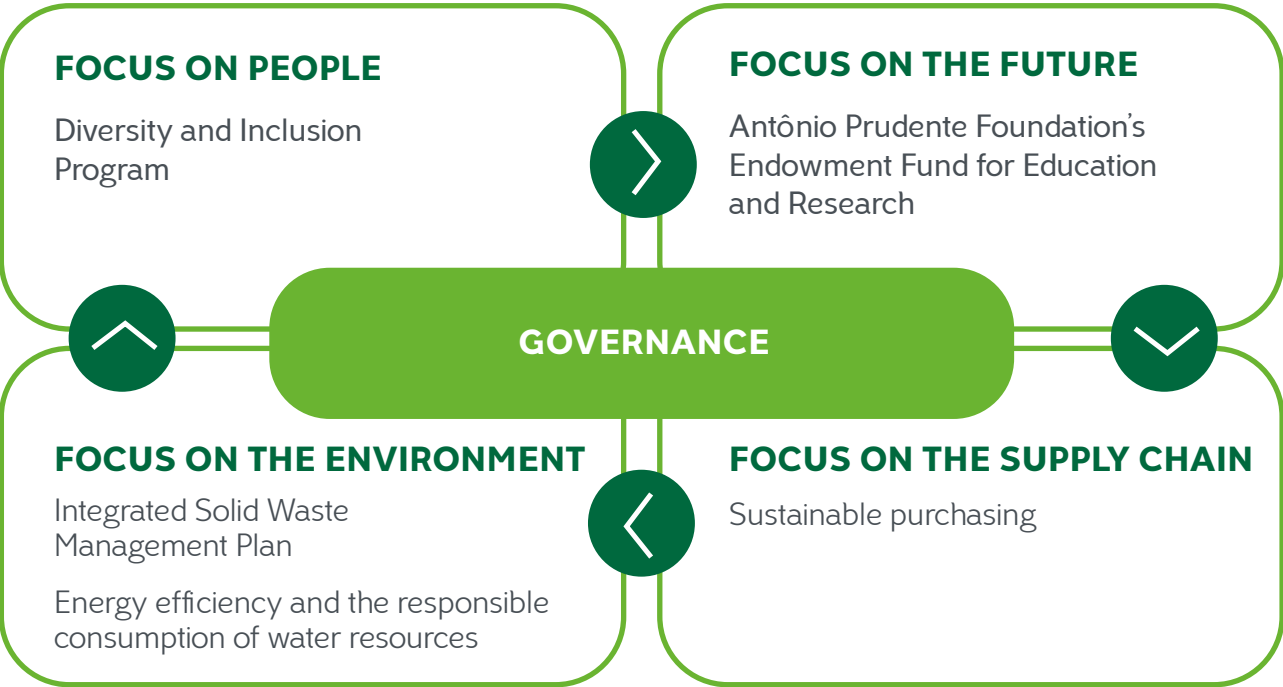 FOCUS ON PEOPLE
Diversity and Inclusion
Program
FOCUS ON THE FUTURE
Antônio Prudente Foundation’s
Endowment Fund for Education
and Research
GOVERNANCE
FOCUS ON THE ENVIRONMENT
Integrated Solid Waste
Management Plan
Energy efficiency and the responsible
consumption of water resources
FOCUS ON THE SUPPLY CHAIN
Sustainable purchasing